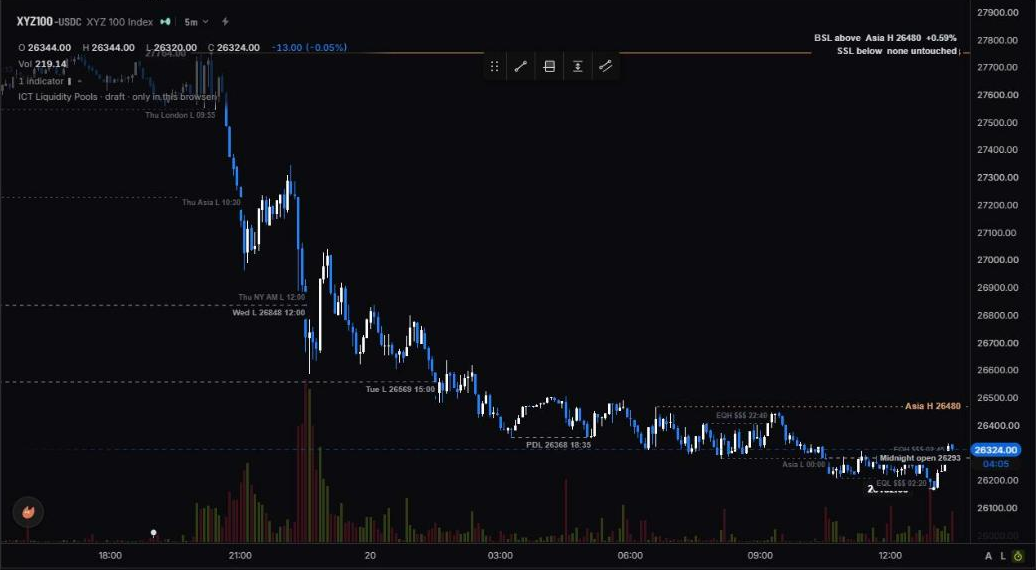 XYZ100-USDC XYZ 100 Index 5m
O 26344.00 H 26344.00 L 26320.00 C 26324.00 -13.00 (-0.05%)
Vol 219.14
1 Indicator
ICT Liquidity Pools · draft · only in this browser
BSL above Asia H 26480 +0.59%
SSL below none untouched
Thu London L 09:55
Thu Asia L 10:20
Thu NY AM L 12:00
Wed L 26848 12:00
Tue L 26569 15:00
PDL 26368 18:35
EQH $$$ 22:40
Asia H 26480
Midnight open 26293
Asia L 00:00
EQL $$$ 02:20
27900.00
27800.00
27700.00
27600.00
27500.00
27400.00
27300.00
27200.00
27100.00
27000.00
26900.00
26800.00
26700.00
26600.00
26500.00
26400.00
26324.00
04:05
26200.00
26100.00
26000.00
18:00
21:00
20
03:00
06:00
09:00
12:00
A L